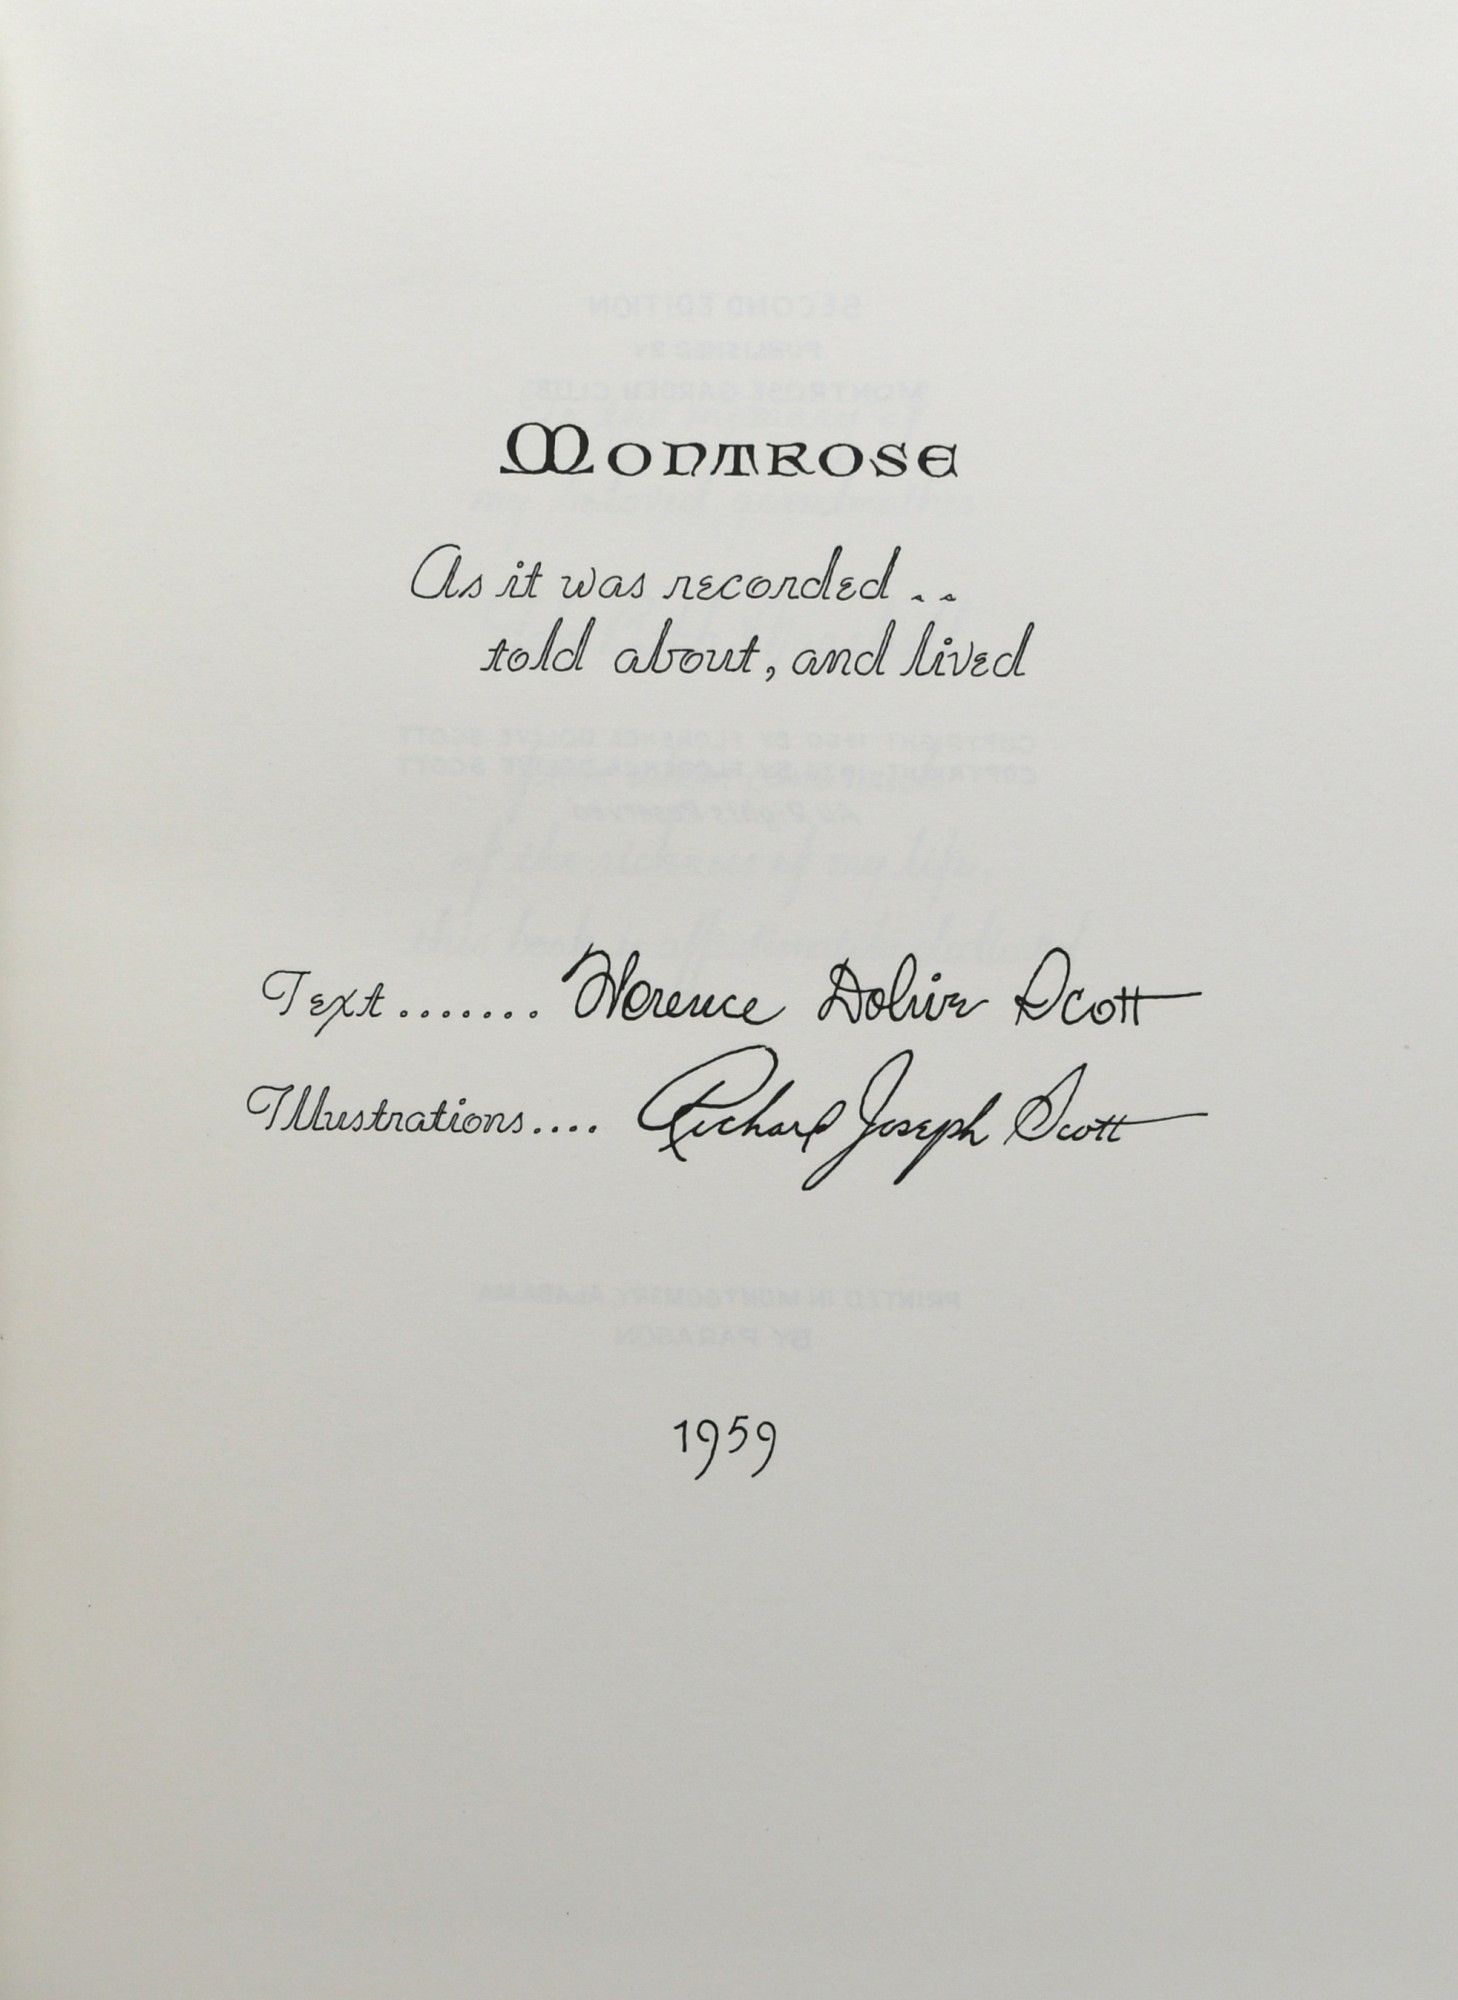 Montrose
As it was recorded . .
told about, and lived
Text ....... Florence Dolive Scott
Illustrations .... Richard Joseph Scott
1959